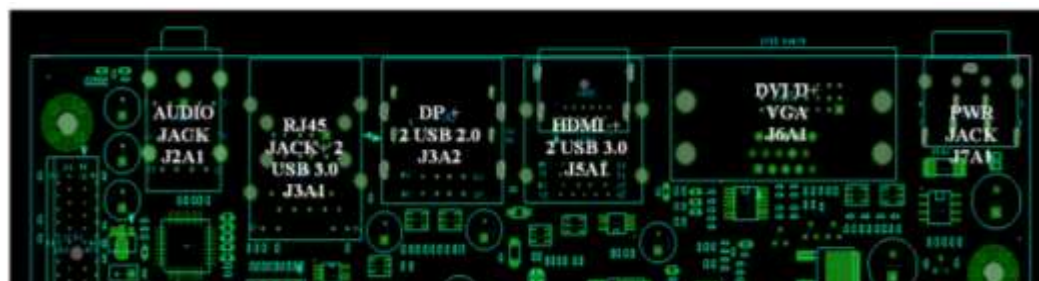 AUDIO
JACK
J2A1
RJ45
JACK+ 2
USB 3.0
J3A1
DP +
2 USB 2.0
J3A2
HDMI +
2 USB 3.0
J5A1
DVI-D+
VGA
J6A1
PWR
JACK
J7A1